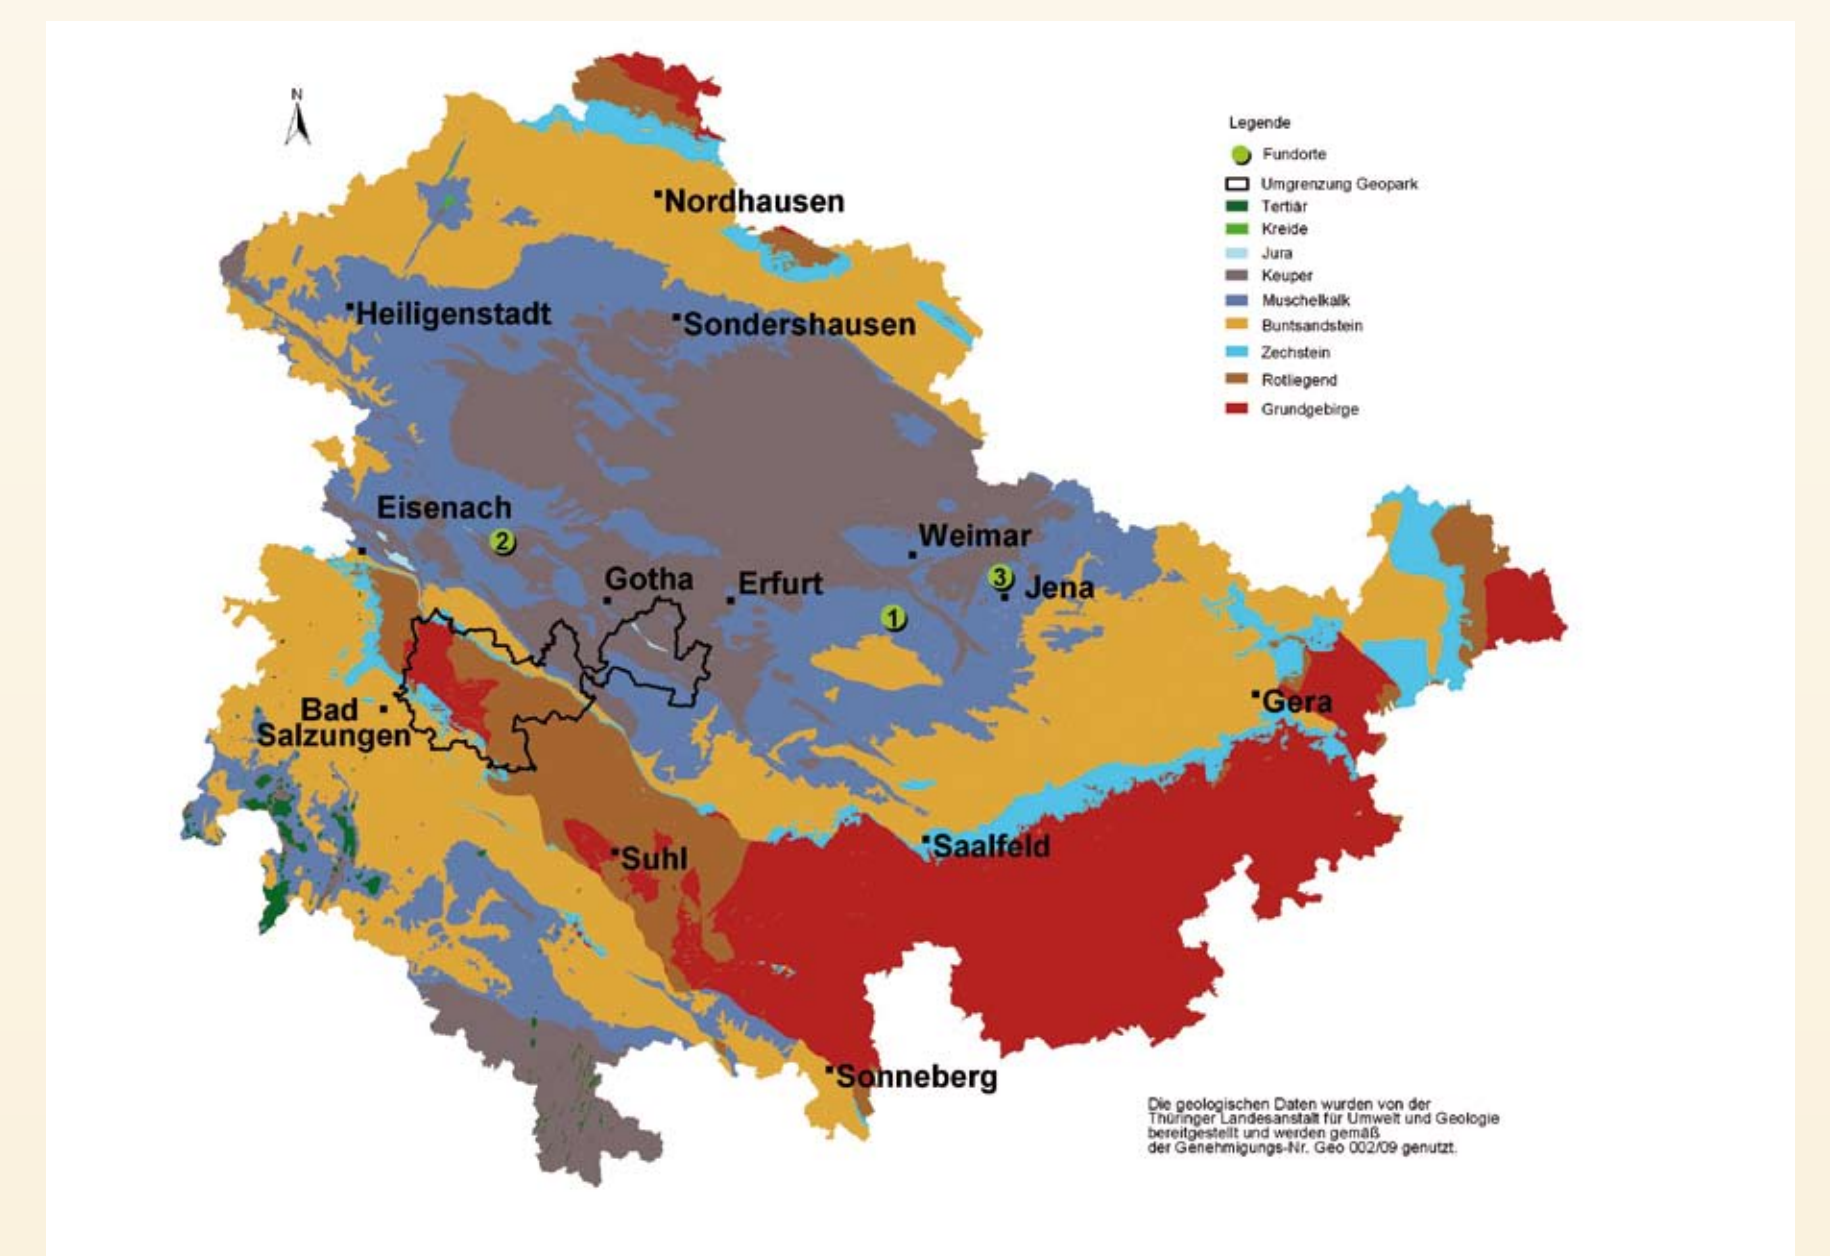 N
Legende
Fundorte
Umgrenzung Geopark
Tertiär
Kreide
Jura
Keuper
Muschelkalk
Buntsandstein
Zechstein
Rotliegend
Grundgebirge
Nordhausen
Heiligenstadt
Sondershausen
Eisenach
2
Weimar
Gotha
Erfurt
3
Jena
1
Bad
Salzungen
Gera
Suhl
Saalfeld
Sonneberg
Die geologischen Daten wurden von der
Thüringer Landesanstalt für Umwelt und Geologie
bereitgestellt und werden gemäß
der Genehmigungs-Nr. Geo 002/09 genutzt.